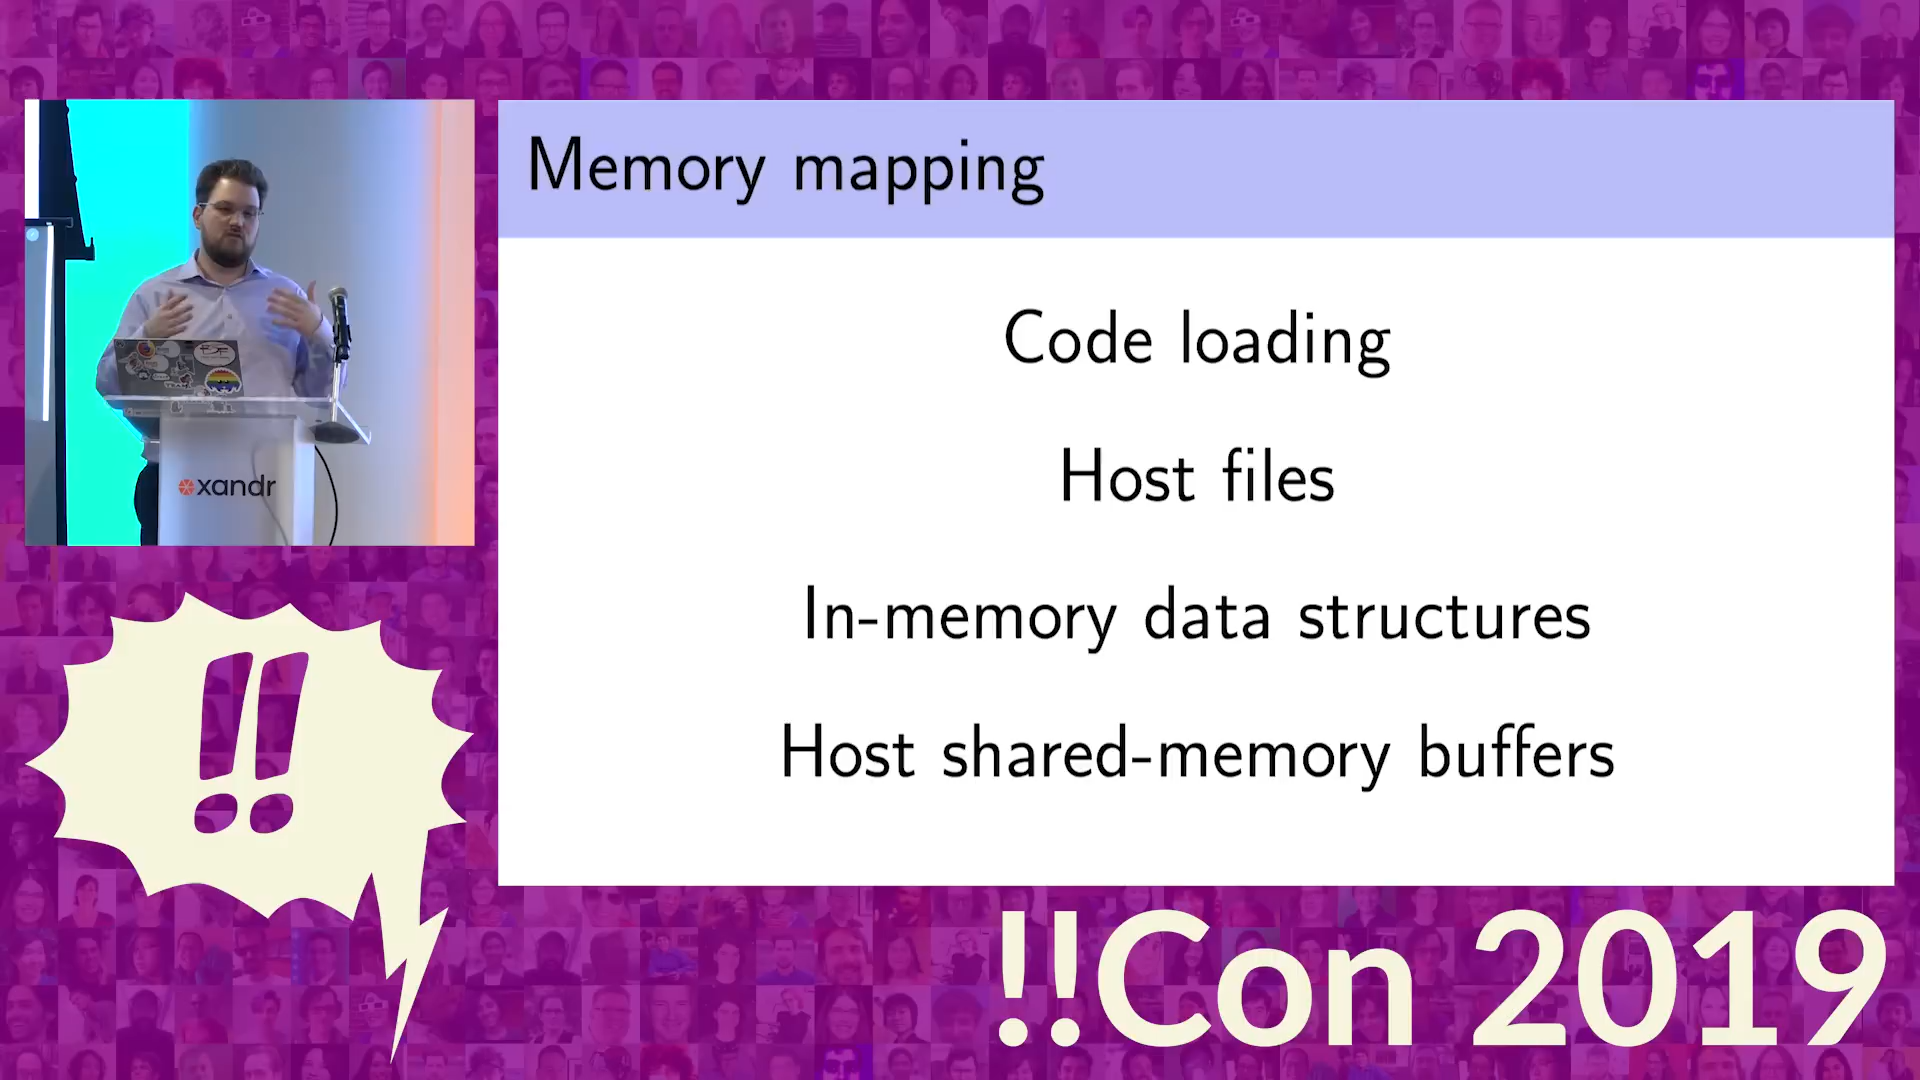 Memory mapping
Code loading
Host files
In-memory data structures
Host shared-memory buffers
xandr
!!
!!Con 2019